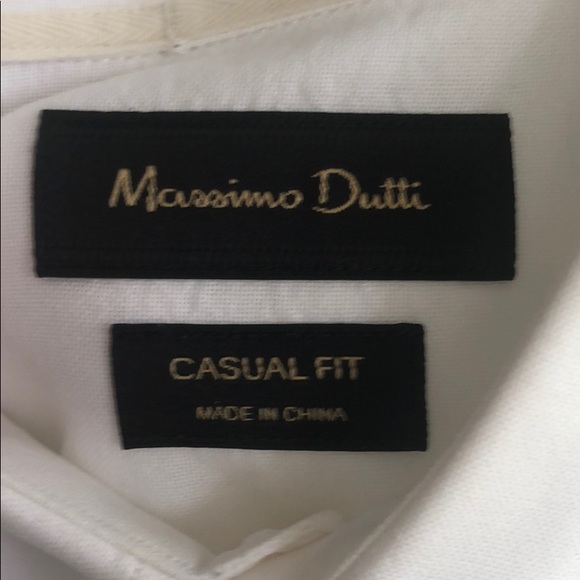 Massimo Dutti
CASUAL FIT
MADE IN CHINA